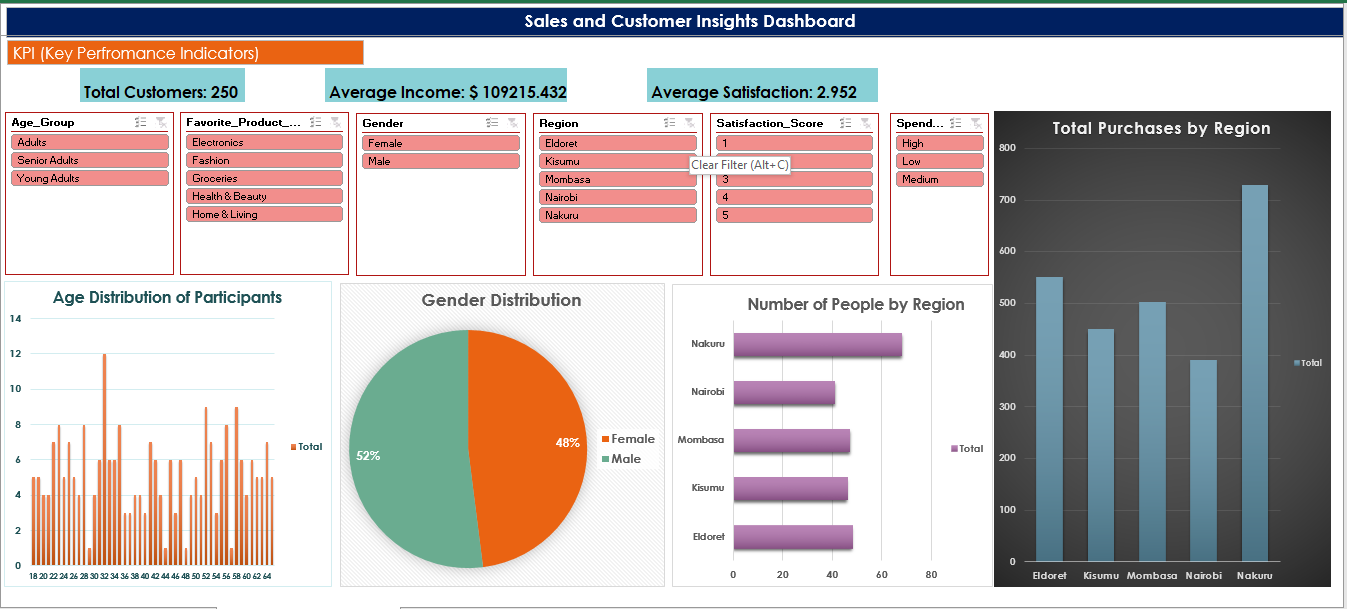 Sales and Customer Insights Dashboard
KPI (Key Perfromance Indicators)
Total Customers: 250
Average Income: $ 109215.432
Average Satisfaction: 2.952
Age_Group
Adults
Senior Adults
Young Adults
Favorite_Product_...
Electronics
Fashion
Groceries
Health & Beauty
Home & Living
Gender
Female
Male
Region
Eldoret
Kisumu
Mombasa
Nairobi
Nakuru
Satisfaction_Score
1
Clear Filter (Alt+C)
3
4
5
Spend...
High
Low
Medium
Total Purchases by Region
800
700
600
500
400
300
200
100
0
Eldoret Kisumu Mombasa Nairobi Nakuru
Total
Age Distribution of Participants
14
12
10
8
6
4
2
0
18 20 22 24 26 28 30 32 34 36 38 40 42 44 46 48 50 52 54 56 58 60 62 64
Total
Gender Distribution
52%
48%
Female
Male
Number of People by Region
Nakuru
Nairobi
Mombasa
Kisumu
Eldoret
0 20 40 60 80
Total